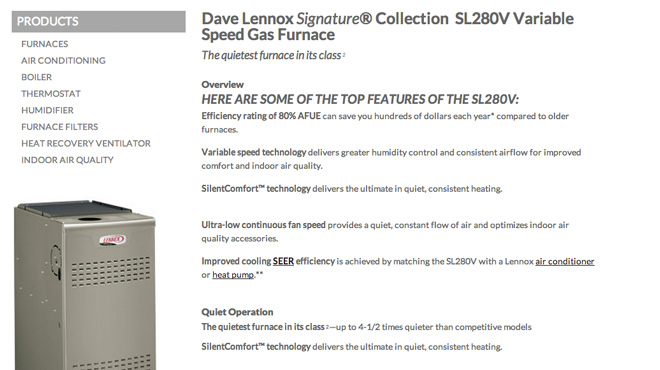 PRODUCTS
FURNACES
AIR CONDITIONING
BOILER
THERMOSTAT
HUMIDIFIER
FURNACE FILTERS
HEAT RECOVERY VENTILATOR
INDOOR AIR QUALITY
LENNOX
Dave Lennox Signature® Collection SL280V Variable
Speed Gas Furnace
The quietest furnace in its class 2
Overview
HERE ARE SOME OF THE TOP FEATURES OF THE SL280V:
Efficiency rating of 80% AFUE can save you hundreds of dollars each year* compared to older
furnaces.
Variable speed technology delivers greater humidity control and consistent airflow for improved
comfort and indoor air quality.
SilentComfort™ technology delivers the ultimate in quiet, consistent heating.
Ultra-low continuous fan speed provides a quiet, constant flow of air and optimizes indoor air
quality accessories.
Improved cooling SEER efficiency is achieved by matching the SL280V with a Lennox air conditioner
or heat pump.**
Quiet Operation
The quietest furnace in its class 2—up to 4-1/2 times quieter than competitive models
SilentComfort™ technology delivers the ultimate in quiet, consistent heating.